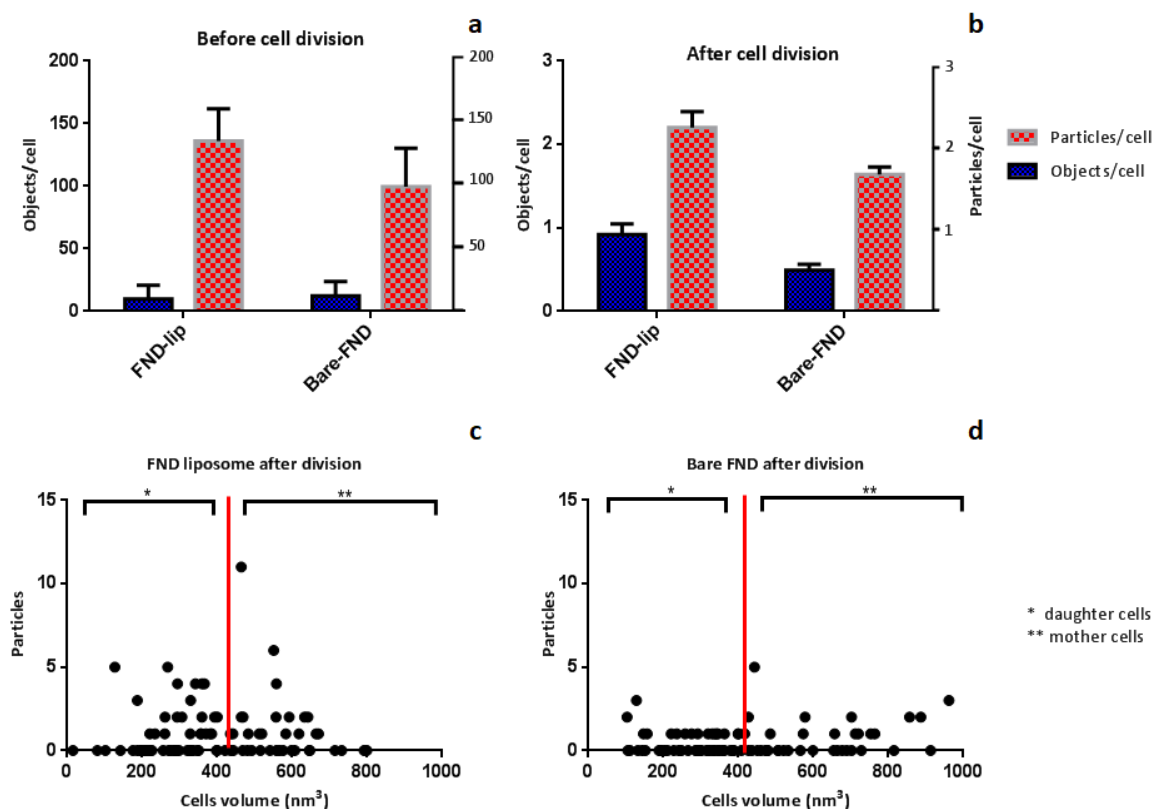 a
Before cell division
Objects/cell
200
150
100
50
0
200
150
100
50
FND-lip
Bare-FND
b
After cell division
Objects/cell
3
2
1
0
3
2
1
Particles/cell
FND-lip
Bare-FND
Particles/cell
Objects/cell
c
FND liposome after division
Particles
15
10
5
0
* **
0 200 400 600 800 1000
Cells volume (nm³)
d
Bare FND after division
Particles
15
10
5
0
* **
0 200 400 600 800 1000
Cells volume (nm³)
* daughter cells
** mother cells